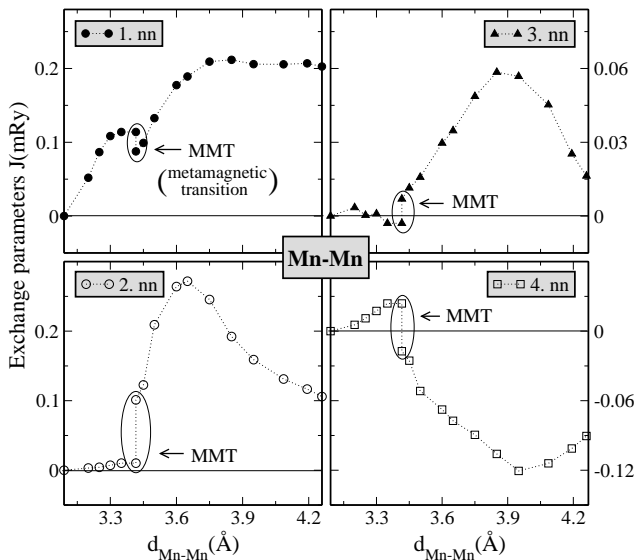 Exchange parameters J(mRy)
1. nn
0.2
0.1
0
MMT
(metamagnetic
transition)
3. nn
0.06
0.03
0
MMT
Mn-Mn
2. nn
0.2
0.1
0
MMT
3.3 3.6 3.9 4.2
d Mn-Mn (Å)
4. nn
0
-0.06
-0.12
MMT
3.3 3.6 3.9 4.2
d Mn-Mn (Å)